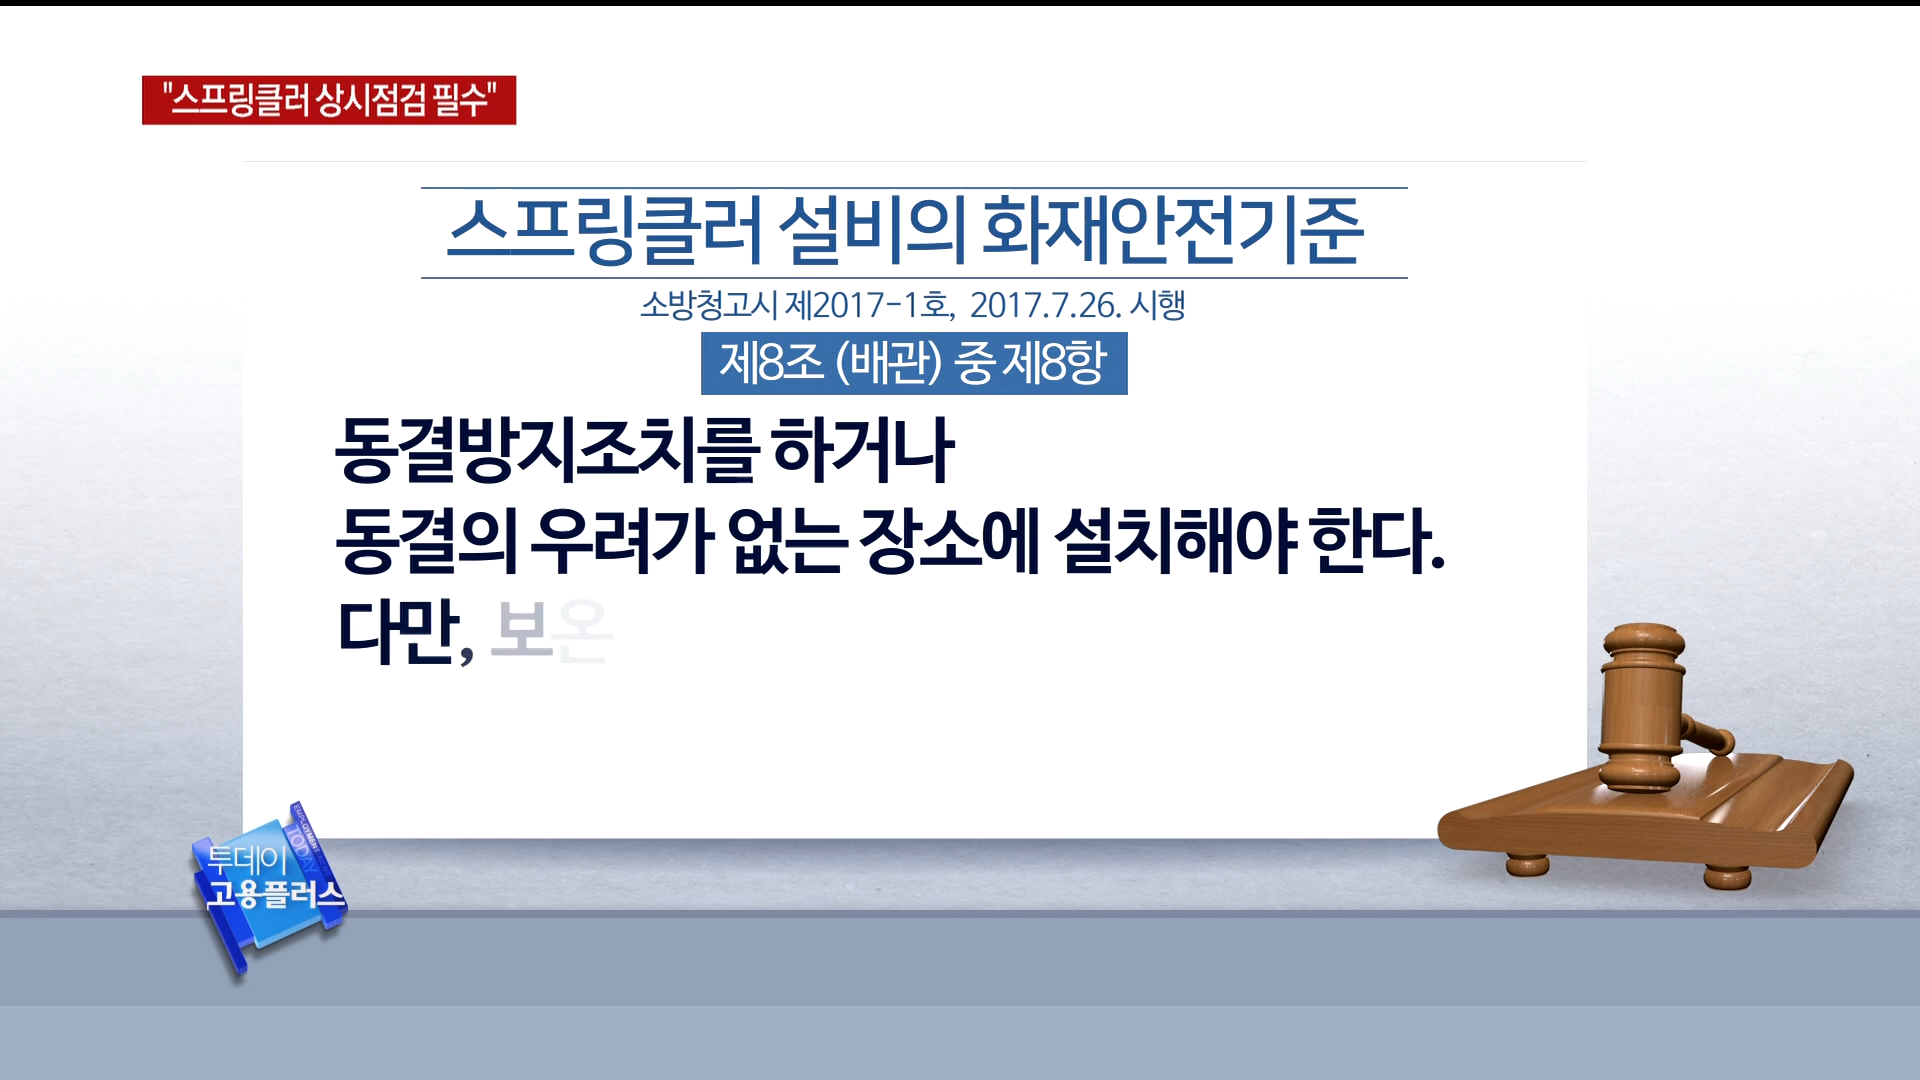 "스프링클러 상시점검 필수"
스프링클러 설비의 화재안전기준
소방청고시 제2017-1호, 2017.7.26. 시행
제8조 (배관) 중 제8항
동결방지조치를 하거나
동결의 우려가 없는 장소에 설치해야 한다.
다만, 보온
EMPLOYMENT
TODAY
투데이
고용플러스